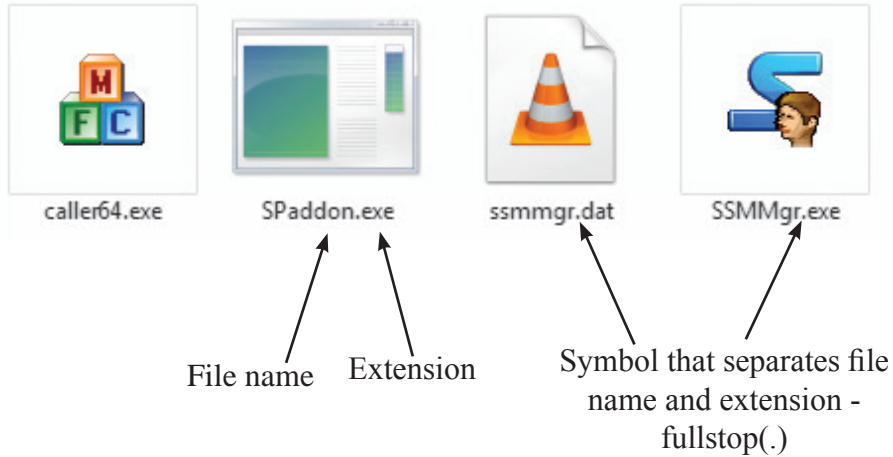 M
F C
caller64.exe SPaddon.exe ssmmgr.dat SSMMgr.exe
File name Extension Symbol that separates file
name and extension -
fullstop(.)